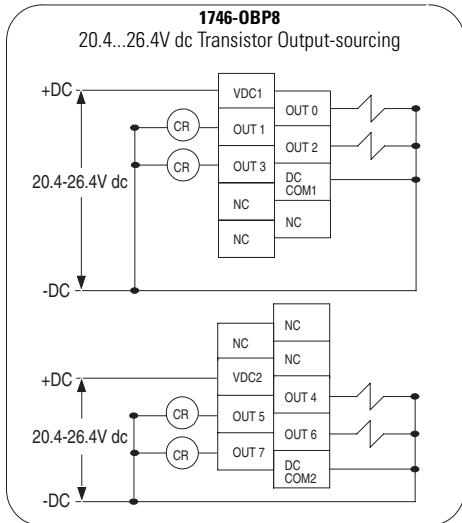 1746-OBP8
20.4...26.4V dc Transistor Output-sourcing
+DC
VDC1
OUT 0
CR
OUT 1
OUT 2
CR
OUT 3
DC
COM1
20.4-26.4V dc
NC
NC
NC
-DC
NC
NC
NC
+DC
VDC2
OUT 4
CR
OUT 5
OUT 6
20.4-26.4V dc
CR
OUT 7
DC
COM2
-DC